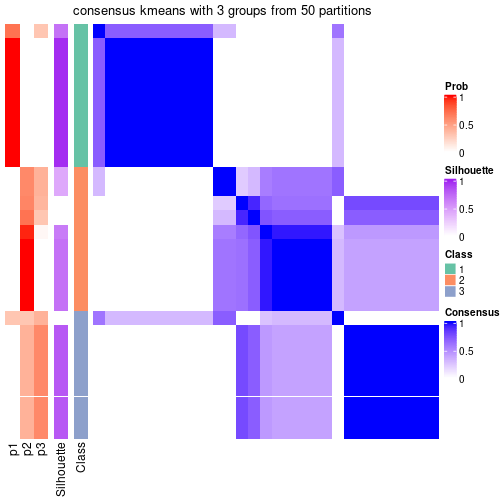 consensus kmeans with 3 groups from 50 partitions
Prob
1
0.5
0
Silhouette
1
0.5
0
Class
1
2
3
Consensus
1
0.5
0
p1
p2
p3
Silhouette
Class